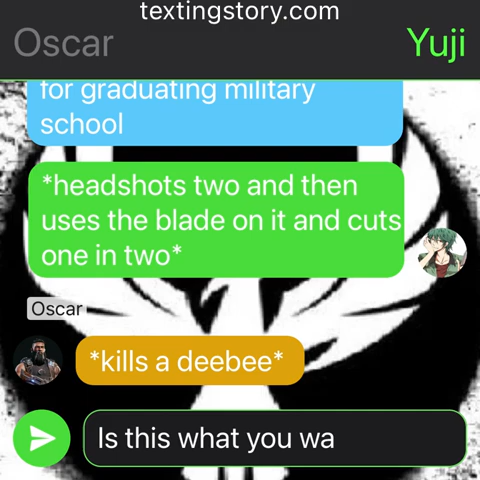 textingstory.com
Oscar
Yuji
for graduating military
school
*headshots two and then
uses the blade on it and cuts
one in two*
Oscar
*kills a deebee*
Is this what you wa